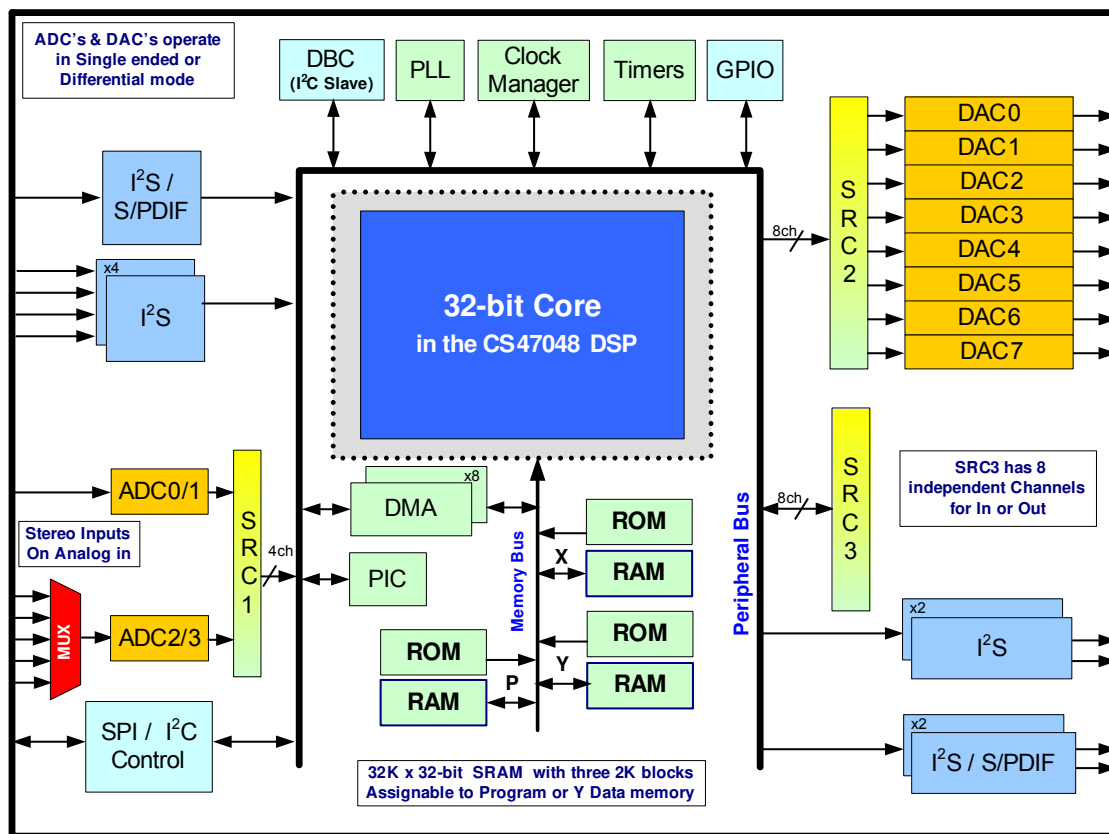 ADC's & DAC's operate
in Single ended or
Differential mode
DBC
(I²C Slave)
PLL
Clock
Manager
Timers
GPIO
I²S /
S/PDIF
x4
I²S
32-bit Core
in the CS47048 DSP
8ch
SRC2
DAC0
DAC1
DAC2
DAC3
DAC4
DAC5
DAC6
DAC7
ADC0/1
Stereo Inputs
On Analog in
MUX
ADC2/3
SRC1
4ch
SPI / I²C
Control
x8
DMA
PIC
Memory Bus
ROM
X
RAM
ROM
Y
RAM
ROM
P
RAM
Peripheral Bus
8ch
SRC3
SRC3 has 8
independent Channels
for In or Out
x2
I²S
x2
I²S / S/PDIF
32K x 32-bit SRAM with three 2K blocks
Assignable to Program or Y Data memory